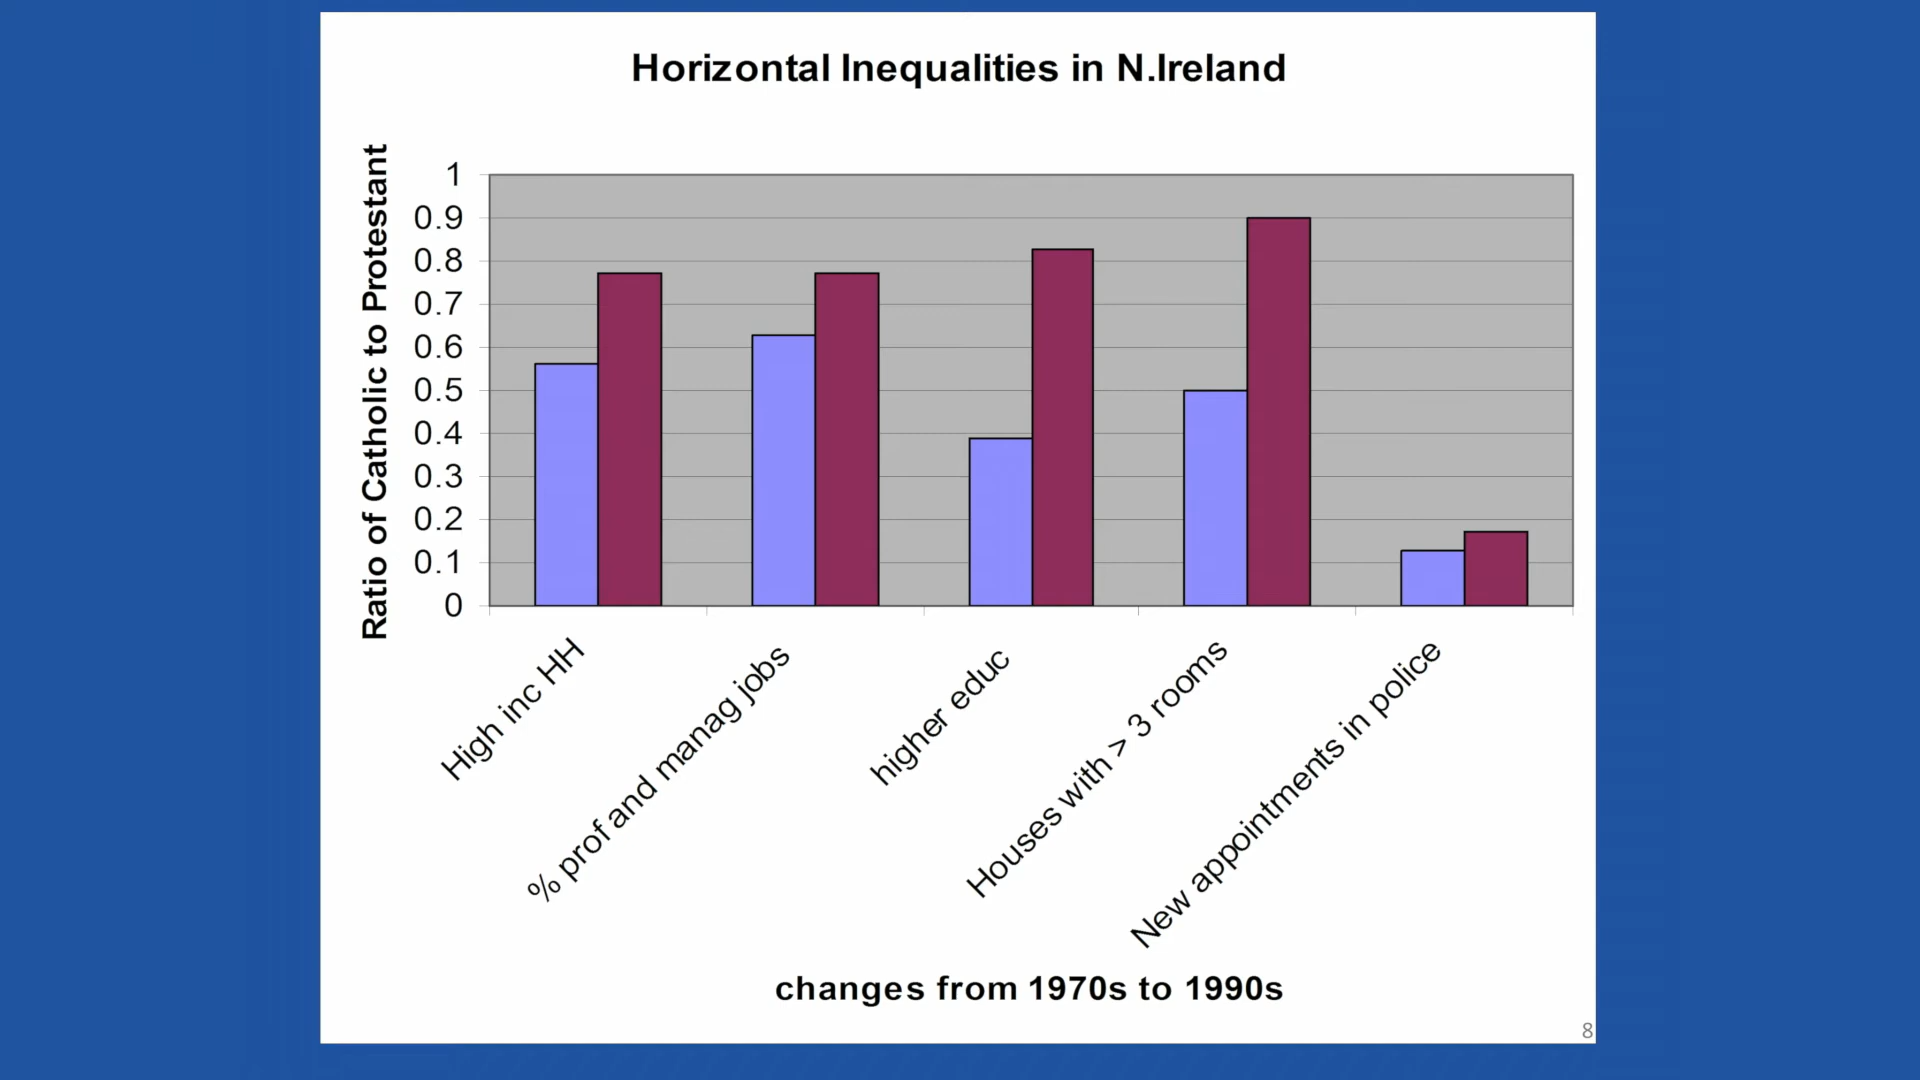 Horizontal Inequalities in N.Ireland
Ratio of Catholic to Protestant
1
0.9
0.8
0.7
0.6
0.5
0.4
0.3
0.2
0.1
0
High inc HH
% prof and manag jobs
higher educ
Houses with > 3 rooms
New appointments in police
changes from 1970s to 1990s
8